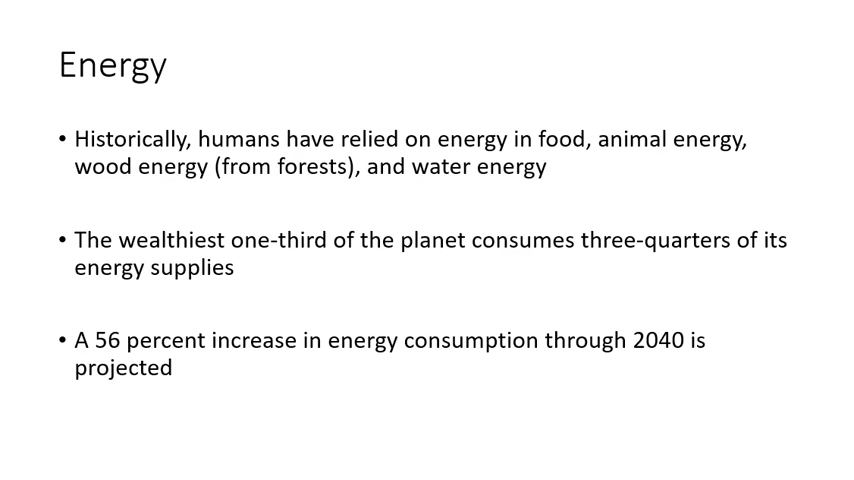 Energy
• Historically, humans have relied on energy in food, animal energy,
wood energy (from forests), and water energy
• The wealthiest one-third of the planet consumes three-quarters of its
energy supplies
• A 56 percent increase in energy consumption through 2040 is
projected